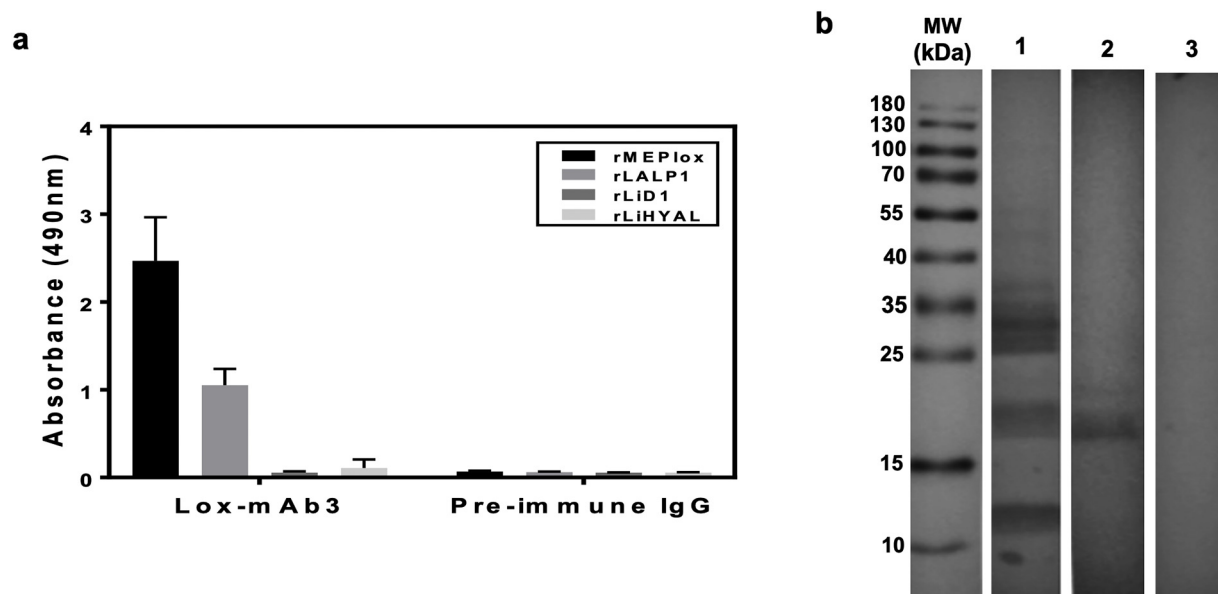 a
Absorbance (490nm)
4
3
2
1
0
rMEPlox
rLALP1
rLiD1
rLiHYAL
Lox-mAb3 Pre-immune IgG
b
MW
(kDa)
1 2 3
180
130
100
70
55
40
35
25
15
10